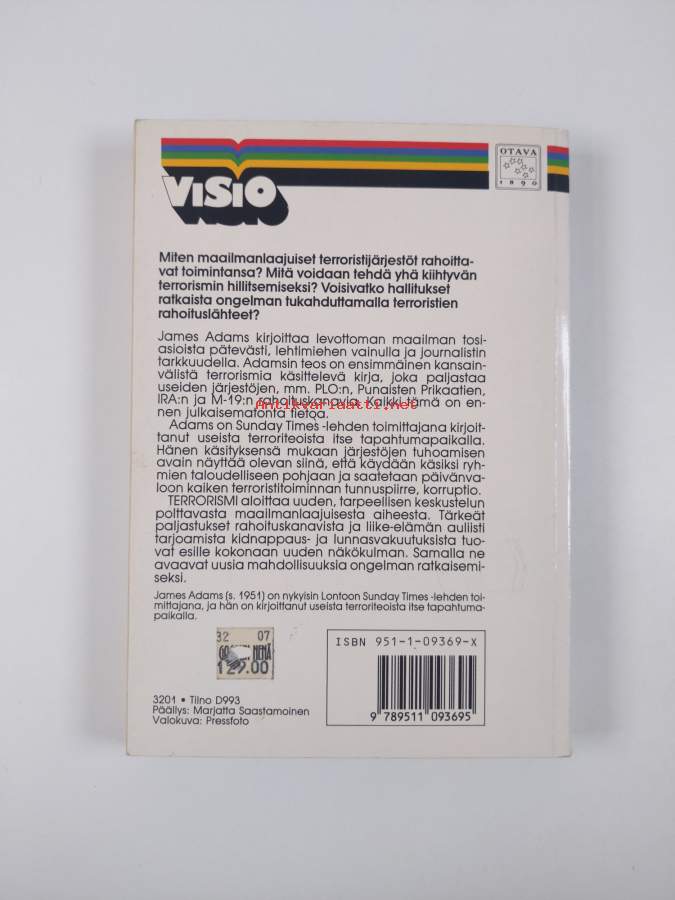 VISIO
OTAVA
1890
Miten maailmanlaajuiset terroristijärjestöt rahoitta-
vat toimintansa? Mitä voidaan tehdä yhä kiihtyvän
terrorismin hillitsemiseksi? Voisivatko hallitukset
ratkaista ongelman tukahduttamalla terroristien
rahoituslähteet?
James Adams kirjoittaa levottoman maailman tosi-
asioista pätevästi, lehtimiehen vainulla ja journalistin
tarkkuudella. Adamsin teos on ensimmäinen kansain-
välistä terrorismia käsittelevä kirja, joka paljastaa
useiden järjestöjen, mm. PLO:n, Punaisten Prikaatien,
IRA:n ja M-19:n rahoituskanavia. Kaikki tämä on en-
Antikvariaatti.net
nen julkaisematonta tietoa.
Adams on Sunday Times -lehden toimittajana kirjoit-
tanut useista terroriteoista itse tapahtumapaikalla.
Hänen käsityksensä mukaan järjestöjen tuhoamisen
avain näyttää olevan siinä, että käydään käsiksi ryh-
mien taloudelliseen pohjaan ja saatetaan päivänva-
loon kaiken terroristitoiminnan tunnuspiirre, korruptio.
TERRORISMI aloittaa uuden, tarpeellisen keskustelun
polttavasta maailmanlaajuisesta aiheesta. Tärkeät
paljastukset rahoituskanavista ja liike-elämän auliisti
tarjoamista kidnappaus- ja lunnasvakuutuksista tuo-
vat esille kokonaan uuden näkökulman. Samalla ne
avaavat uusia mahdollisuuksia ongelman ratkaisemi-
seksi.
James Adams (s. 1951) on nykyisin Lontoon Sunday Times -lehden toi-
mittajana, ja hän on kirjoittanut useista terroriteoista itse tapahtuma-
paikalla.
32 07
129.00
ISBN 951-1-09369-X
9 789511 093695
3201 • Tilno D993
Päällys: Marjatta Saastamoinen
Valokuva: Pressfoto